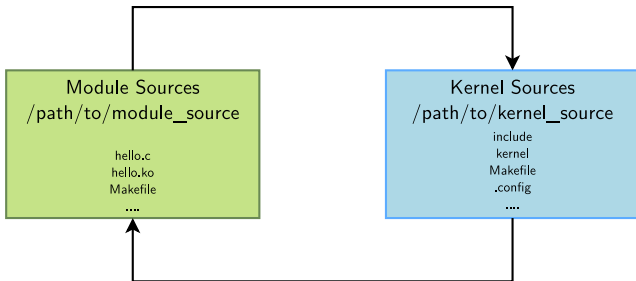 Module Sources
/path/to/module_source
hello.c
hello.ko
Makefile
....
Kernel Sources
/path/to/kernel_source
include
kernel
Makefile
.config
....